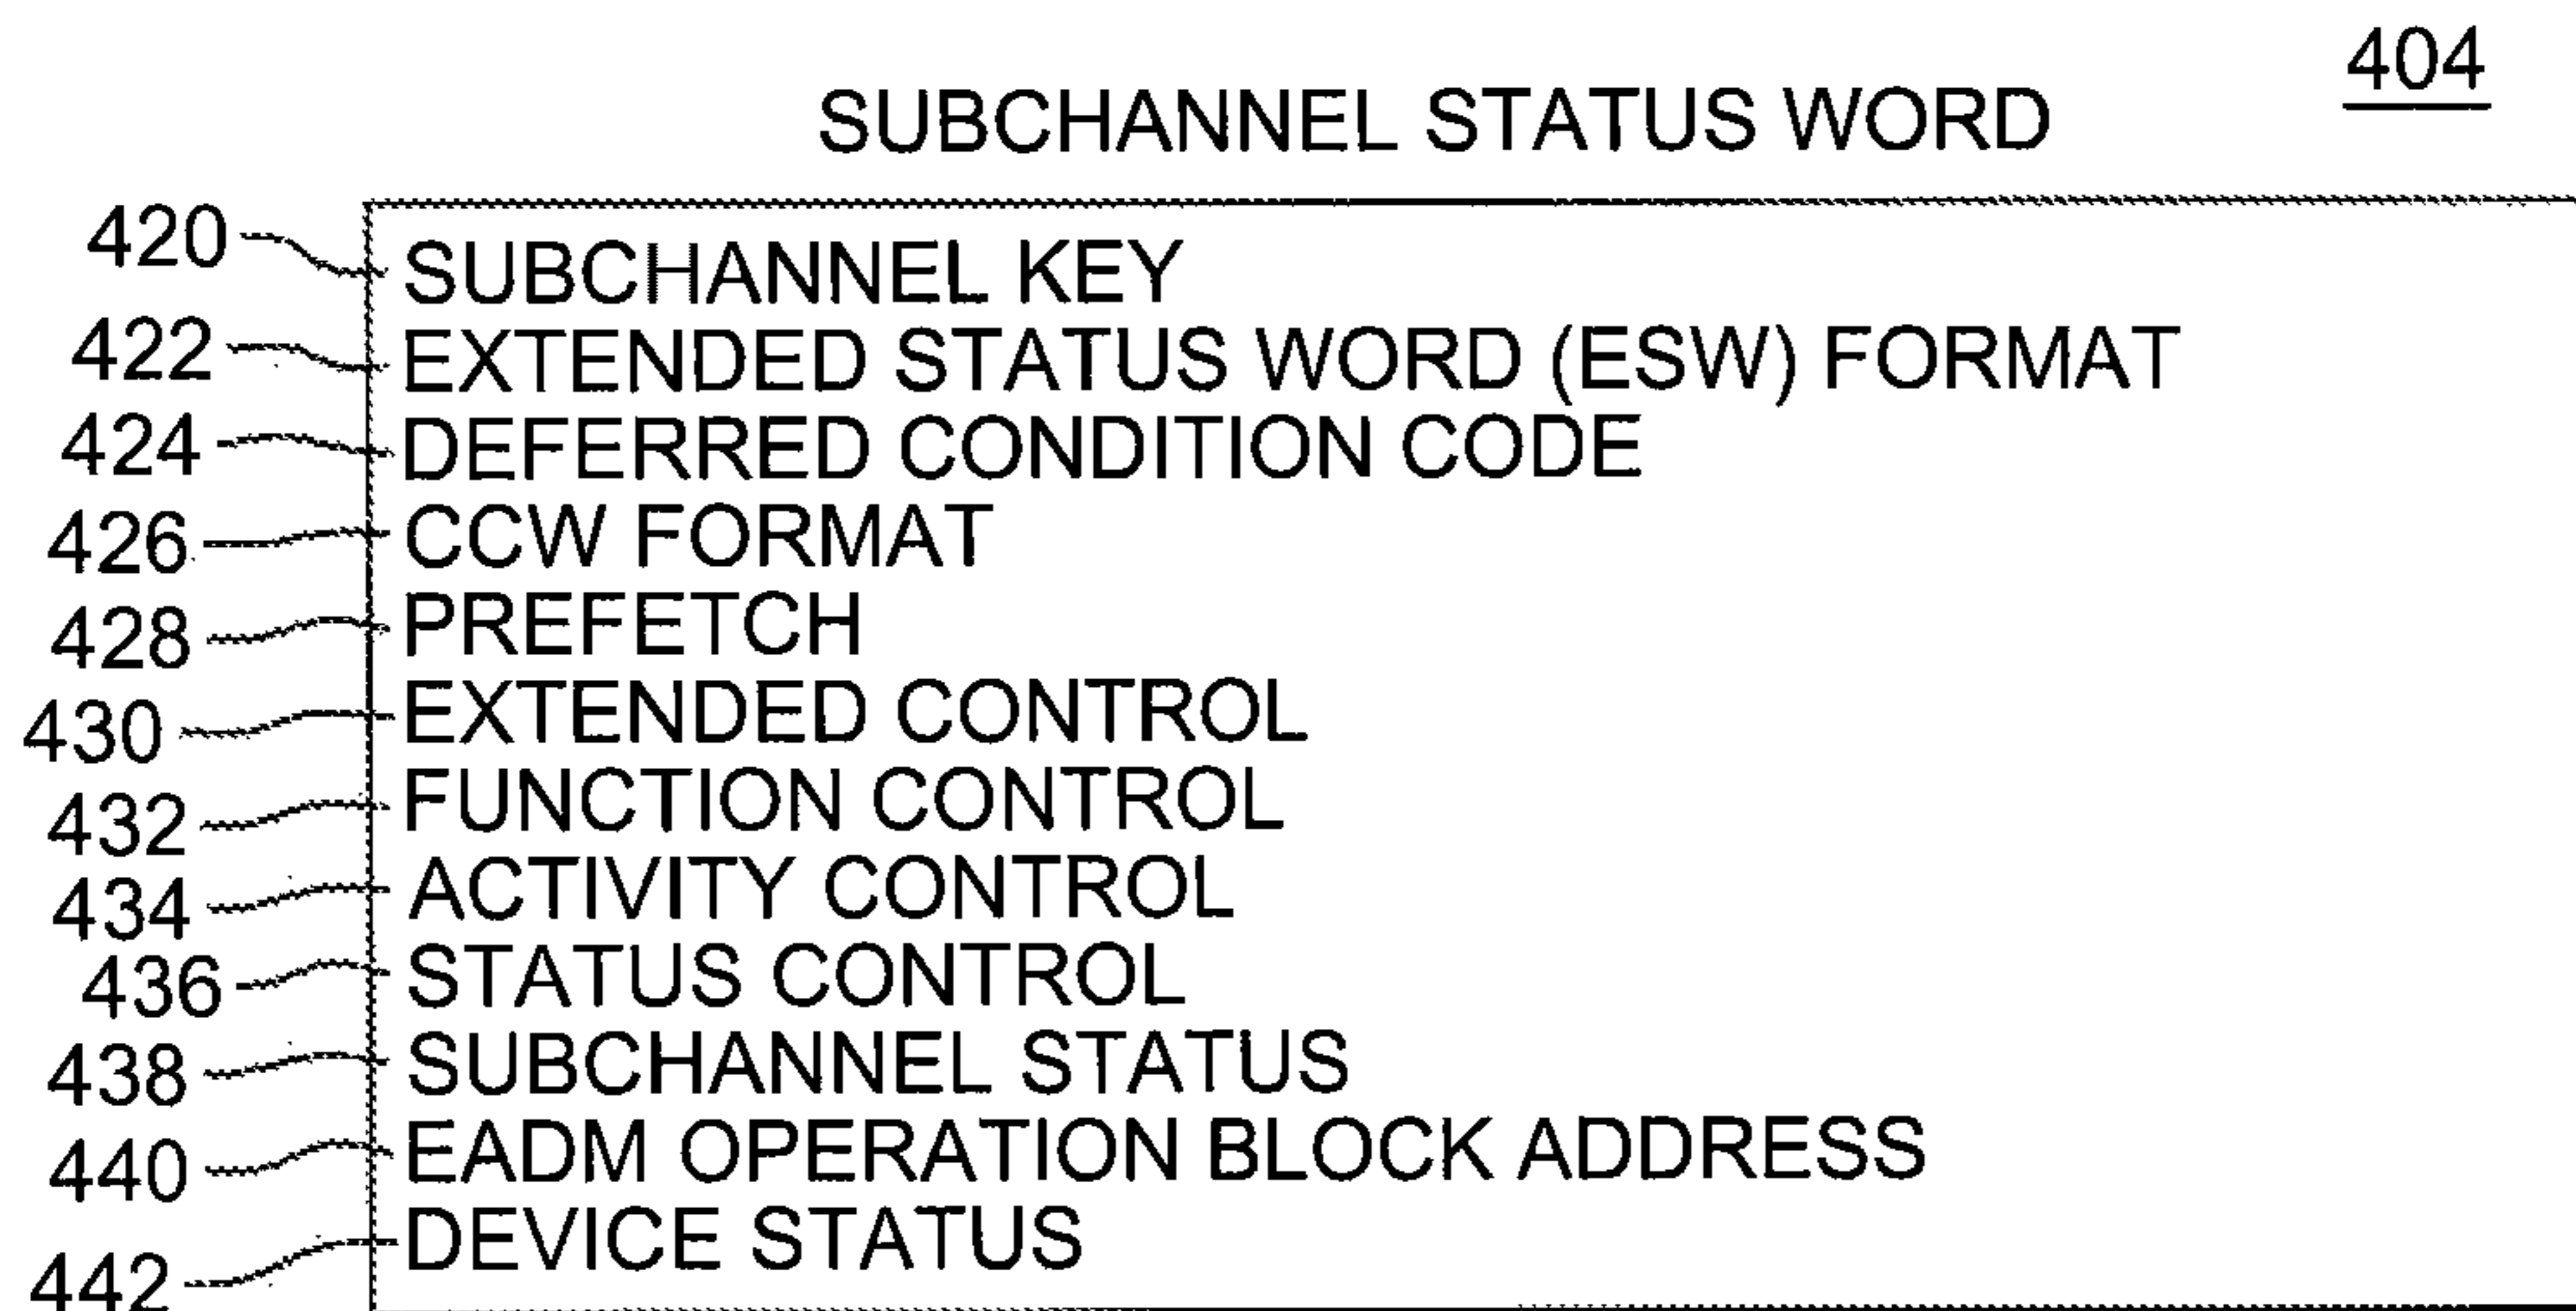 404
SUBCHANNEL STATUS WORD
420 SUBCHANNEL KEY
422 EXTENDED STATUS WORD (ESW) FORMAT
424 DEFERRED CONDITION CODE
426 CCW FORMAT
428 PREFETCH
430 EXTENDED CONTROL
432 FUNCTION CONTROL
434 ACTIVITY CONTROL
436 STATUS CONTROL
438 SUBCHANNEL STATUS
440 EADM OPERATION BLOCK ADDRESS
442 DEVICE STATUS